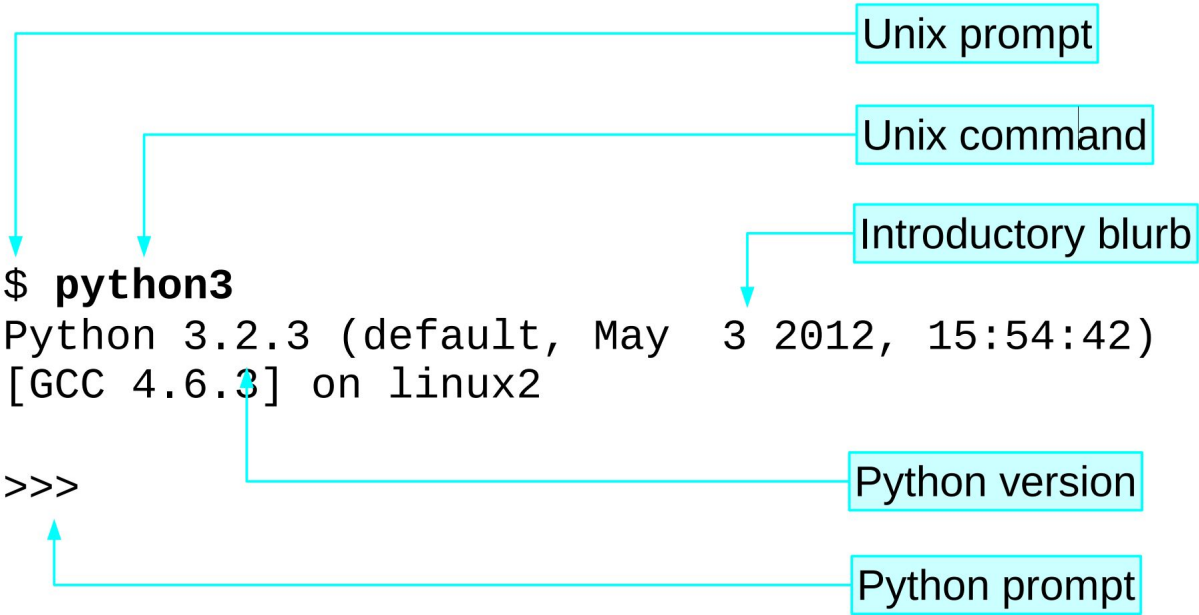 Unix prompt
Unix command
Introductory blurb
$ python3
Python 3.2.3 (default, May  3 2012, 15:54:42)
[GCC 4.6.3] on linux2
>>>
Python version
Python prompt